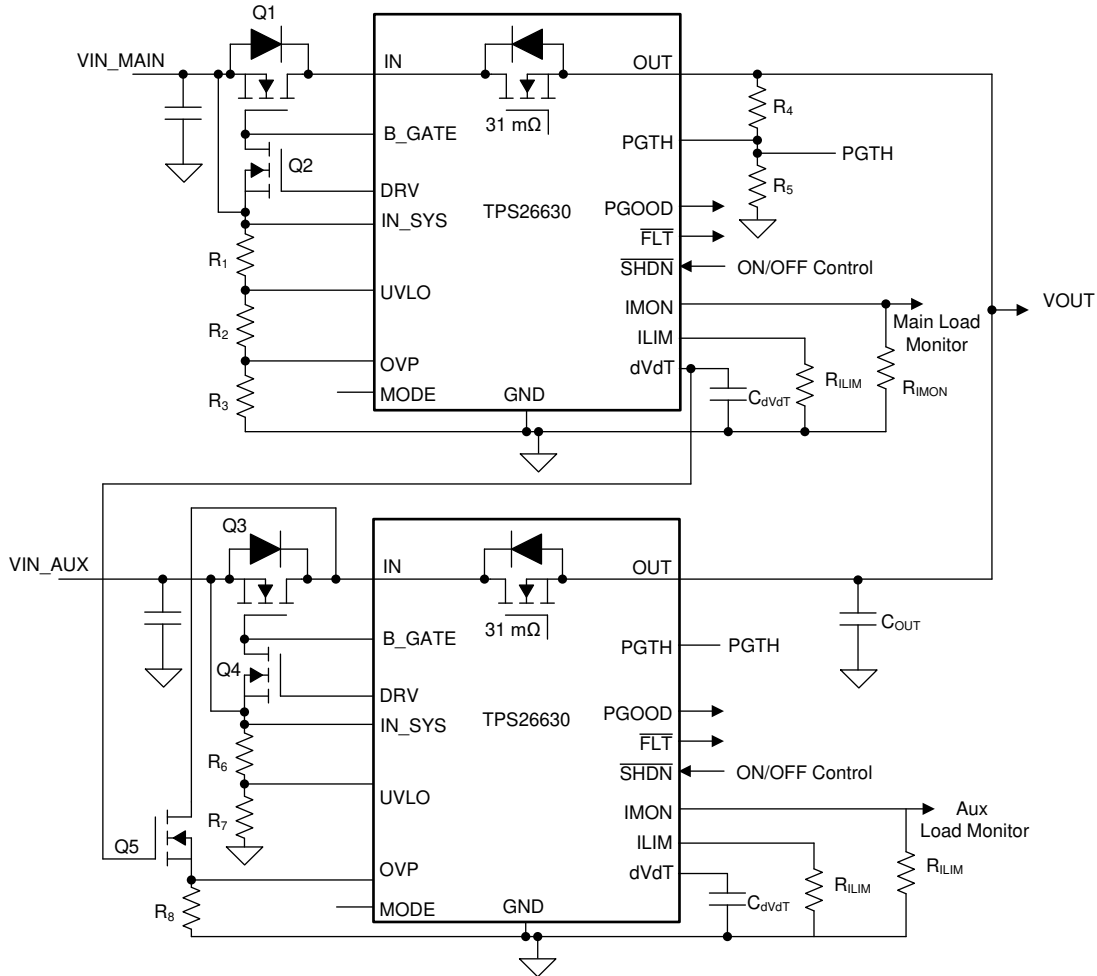 Q1
VIN_MAIN
IN
OUT
R4
31 mΩ
B_GATE
PGTH
PGTH
Q2
DRV
R5
TPS26630
PGOOD
IN_SYS
FLT
R1
SHDN
ON/OFF Control
UVLO
IMON
VOUT
Main Load
Monitor
R2
ILIM
OVP
dVdT
RILIM
RIMON
R3
MODE
GND
CdVdT
Q3
VIN_AUX
IN
OUT
31 mΩ
COUT
B_GATE
PGTH
PGTH
Q4
DRV
TPS26630
PGOOD
IN_SYS
FLT
R6
SHDN
ON/OFF Control
UVLO
IMON
Aux
Load Monitor
R7
ILIM
Q5
OVP
dVdT
RILIM
RILIM
R8
MODE
GND
CdVdT